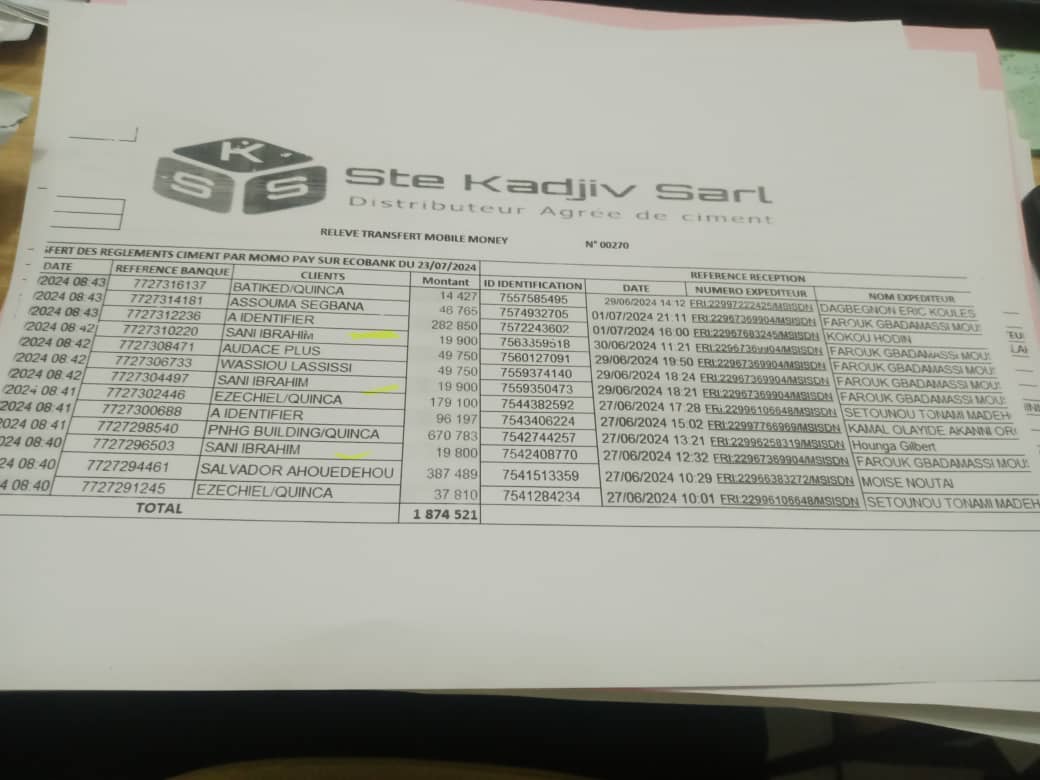 KSS
Ste Kadjiv Sarl
Distributeur Agrée de ciment
RELEVE TRANSFERT MOBILE MONEY N° 00270
SFERT DES REGLEMENTS CIMENT PAR MOMO PAY SUR ECOBANK DU 23/07/2024 REFERENCE RECEPTION
DATE REFERENCE BANQUE CLIENTS Montant ID IDENTIFICATION DATE NUMERO EXPEDITEUR NOM EXPEDITEUR
/2024 08:43 7727316137 BATIKED/QUINCA 14 427 7557585495 29/06/2024 14:12 FRI:22997222425/MSISDN DAGBEGNON ERIC KOULES
/2024 08:43 7727314181 ASSOUMA SEGBANA 46 765 7574932705 01/07/2024 21:11 FRI:22967369904/MSISDN FAROUK GBADAMASSI MOU
/2024 08:43 7727312236 A IDENTIFIER 282 850 7572243602 01/07/2024 16:00 FRI:22967683245/MSISDN KOKOU HODIN
/2024 08:42 7727310220 SANI IBRAHIM 19 900 7563359518 30/06/2024 11:21 FRI:22967369904/MSISDN FAROUK GBADAMASSI MOU
/2024 08:42 7727308471 AUDACE PLUS 49 750 7560127091 29/06/2024 19:50 FRI:22967369904/MSISDN FAROUK GBADAMASSI MOU
/2024 08:42 7727306733 WASSIOU LASSISSI 49 750 7559374140 29/06/2024 18:24 FRI:22967369904/MSISDN FAROUK GBADAMASSI MOU
/2024 08:42 7727304497 SANI IBRAHIM 19 900 7559350473 29/06/2024 18:21 FRI:22967369904/MSISDN FAROUK GBADAMASSI MOU
/2024 08:41 7727302446 EZECHIEL/QUINCA 179 100 7544382592 27/06/2024 17:28 FRI:22996106648/MSISDN SETOUNOU TONAMI MADEH
2024 08:41 7727300688 A IDENTIFIER 96 197 7543406224 27/06/2024 15:02 FRI:22997766969/MSISDN KAMAL OLAYIDE AKANNI OR
2024 08:41 7727298540 PNHG BUILDING/QUINCA 670 783 7542744257 27/06/2024 13:21 FRI:22996258319/MSISDN Hounga Gilbert
024 08:40 7727296503 SANI IBRAHIM 19 800 7542408770 27/06/2024 12:32 FRI:22967369904/MSISDN FAROUK GBADAMASSI MOU
24 08:40 7727294461 SALVADOR AHOUEDEHOU 387 489 7541513359 27/06/2024 10:29 FRI:22966383272/MSISDN MOISE NOUTAI
4 08:40 7727291245 EZECHIEL/QUINCA 37 810 7541284234 27/06/2024 10:01 FRI:22996106648/MSISDN SETOUNOU TONAMI MADEH
TOTAL 1 874 521